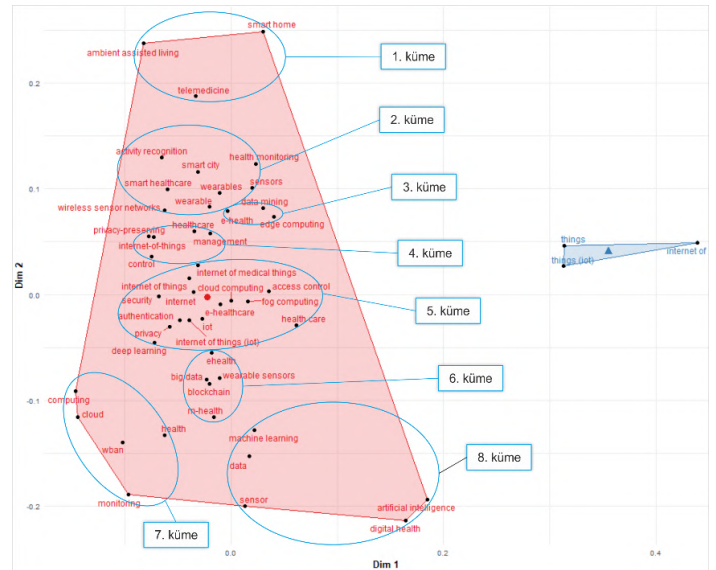 smart home
ambient assisted living
1. küme
telemedicine
0.2
2. küme
activity recognition
health monitoring
smart city
smart healthcare
sensors
wearables
3. küme
0.1
wireless sensor networks
wearable
data mining
e-health
edge computing
privacy-preserving
healthcare
management
internet-of-things
4. küme
control
things
internet of
things (iot)
internet of medical things
internet of things
cloud computing
access control
0.0
security
internet
fog computing
5. küme
e-healthcare
authentication
health care
privacy
iot
internet of things (iot)
deep learning
ehealth
big data
wearable sensors
6. küme
blockchain
computing
-0.1
cloud
m-health
health
machine learning
wban
data
8. küme
monitoring
sensor
artificial intelligence
-0.2
digital health
7. küme
0.0
0.2
0.4
Dim 1
Dim 2